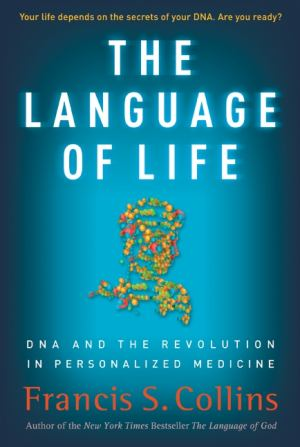 Your life depends on the secrets of your DNA. Are you ready?
THE
LANGUAGE
OF LIFE
DNA AND THE REVOLUTION
IN PERSONALIZED MEDICINE
Francis S. Collins
Author of the New York Times Bestseller The Language of God